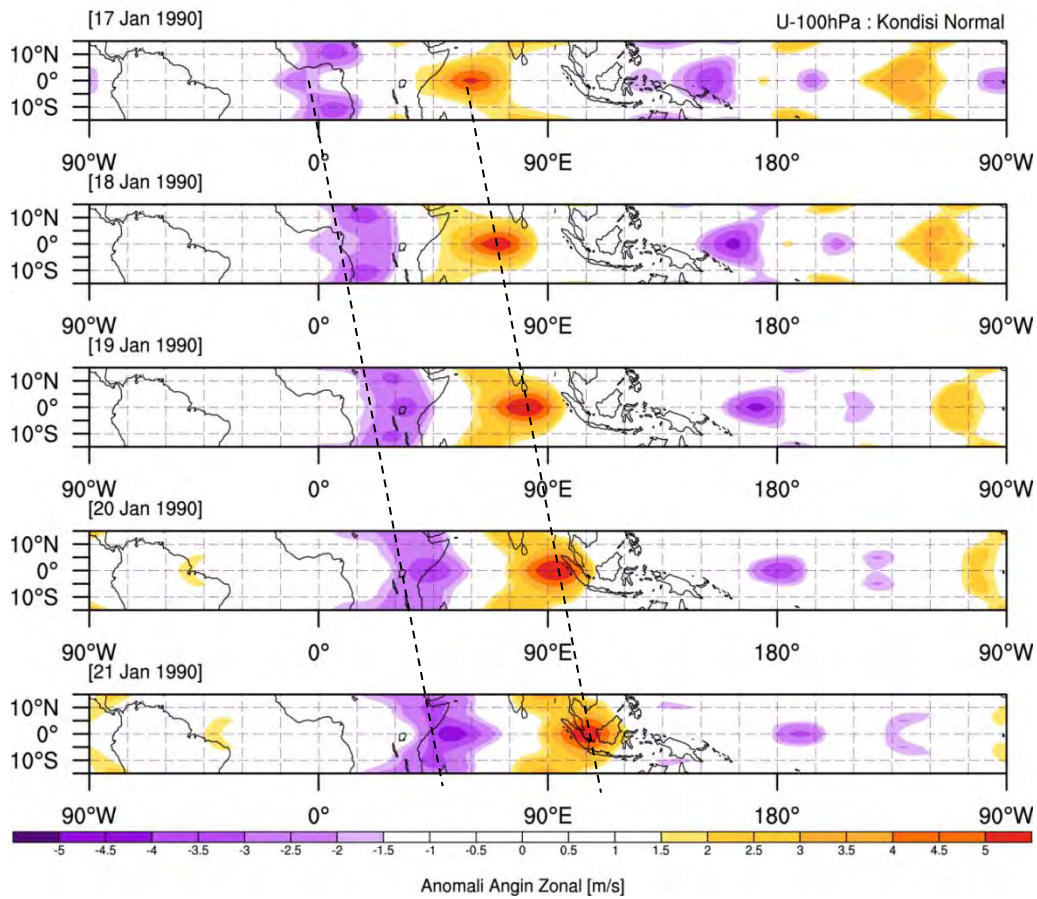 [17 Jan 1990] U-100hPa : Kondisi Normal
10°N
0°
10°S
90°W 0° 90°E 180° 90°W
[18 Jan 1990]
10°N
0°
10°S
90°W 0° 90°E 180° 90°W
[19 Jan 1990]
10°N
0°
10°S
90°W 0° 90°E 180° 90°W
[20 Jan 1990]
10°N
0°
10°S
90°W 0° 90°E 180° 90°W
[21 Jan 1990]
10°N
0°
10°S
90°W 0° 90°E 180° 90°W
-5 -4.5 -4 -3.5 -3 -2.5 -2 -1.5 -1 -0.5 0 0.5 1 1.5 2 2.5 3 3.5 4 4.5 5
Anomali Angin Zonal [m/s]